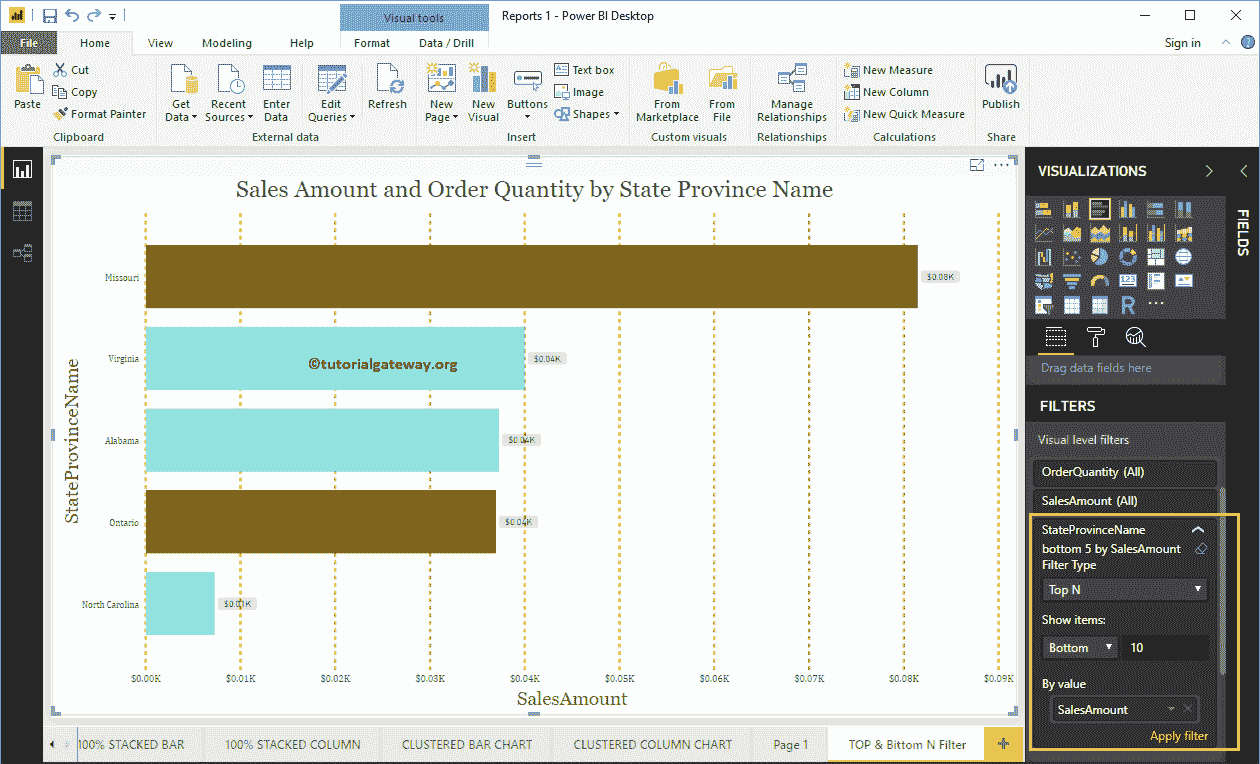 Visual tools
Reports 1 - Power BI Desktop
File
Home
View
Modeling
Help
Format
Data / Drill
Sign in
Paste
Cut
Copy
Format Painter
Clipboard
Get Data
Recent Sources
Enter Data
Edit Queries
External data
Refresh
New Page
New Visual
Buttons
Text box
Image
Shapes
Insert
From Marketplace
From File
Custom visuals
Manage Relationships
Relationships
New Measure
New Column
New Quick Measure
Calculations
Publish
Share
Sales Amount and Order Quantity by State Province Name
StateProvinceName
Missouri
$0.08K
Virginia
©tutorialgateway.org
$0.04K
Alabama
$0.04K
Ontario
$0.04K
North Carolina
$0.01K
$0.00K $0.01K $0.02K $0.03K $0.04K $0.05K $0.06K $0.07K $0.08K $0.09K
SalesAmount
VISUALIZATIONS
FIELDS
123
R
Drag data fields here
FILTERS
Visual level filters
OrderQuantity (All)
SalesAmount (All)
StateProvinceName
bottom 5 by SalesAmount
Filter Type
Top N
Show items:
Bottom 10
By value
SalesAmount
Apply filter
100% STACKED BAR
100% STACKED COLUMN
CLUSTERED BAR CHART
CLUSTERED COLUMN CHART
Page 1
TOP & Bittom N Filter